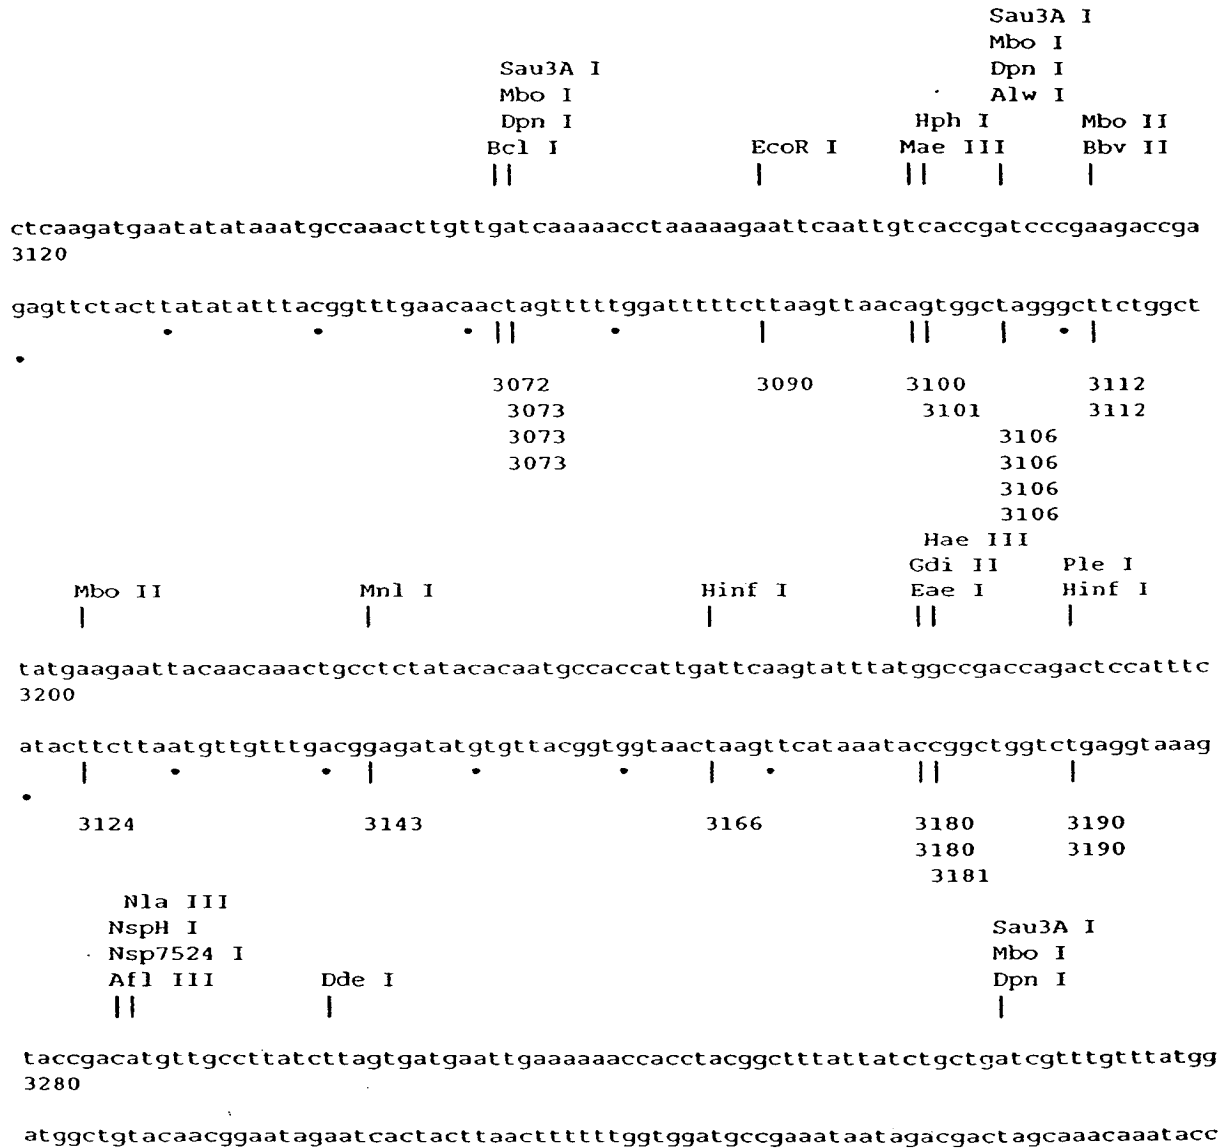 Sau3A I
Mbo I
Sau3A I Dpn I
Mbo I Alw I
Dpn I Hph I Mbo II
Bcl I EcoR I Mae III Bbv II
ctcaagatgaatatataaatgccaaacttgttgatcaaaaacctaaaaagaattcaattgtcaccgatcccgaagaccga
3120
gagttctacttatatatttacggtttgaacaactagtttttggatttttcttaagttaacagtggctagggcttctggct
3072 3090 3100 3112
3073 3101 3112
3073 3106
3073 3106
3106
3106
Hae III
Gdi II Ple I
Mbo II Mnl I Hinf I Eae I Hinf I
tatgaagaattacaacaaactgcctctatacacaatgccaccattgattcaagtatttatggccgaccagactccatttc
3200
atacttcttaatgttgtttgacggagatatgtgttacggtggtaactaagttcataaataccggctggtctgaggtaaag
3124 3143 3166 3180 3190
3180 3190
3181
Nla III
NspH I Sau3A I
Nsp7524 I Mbo I
Afl III Dde I Dpn I
taccgacatgttgccttatcttagtgatgaattgaaaaaaccacctacggctttattatctgctgatcgtttgtttatgg
3280
atggctgtacaacggaatagaatcactacttaacttttttggtggatgccgaaataatagacgactagcaaacaaatacc